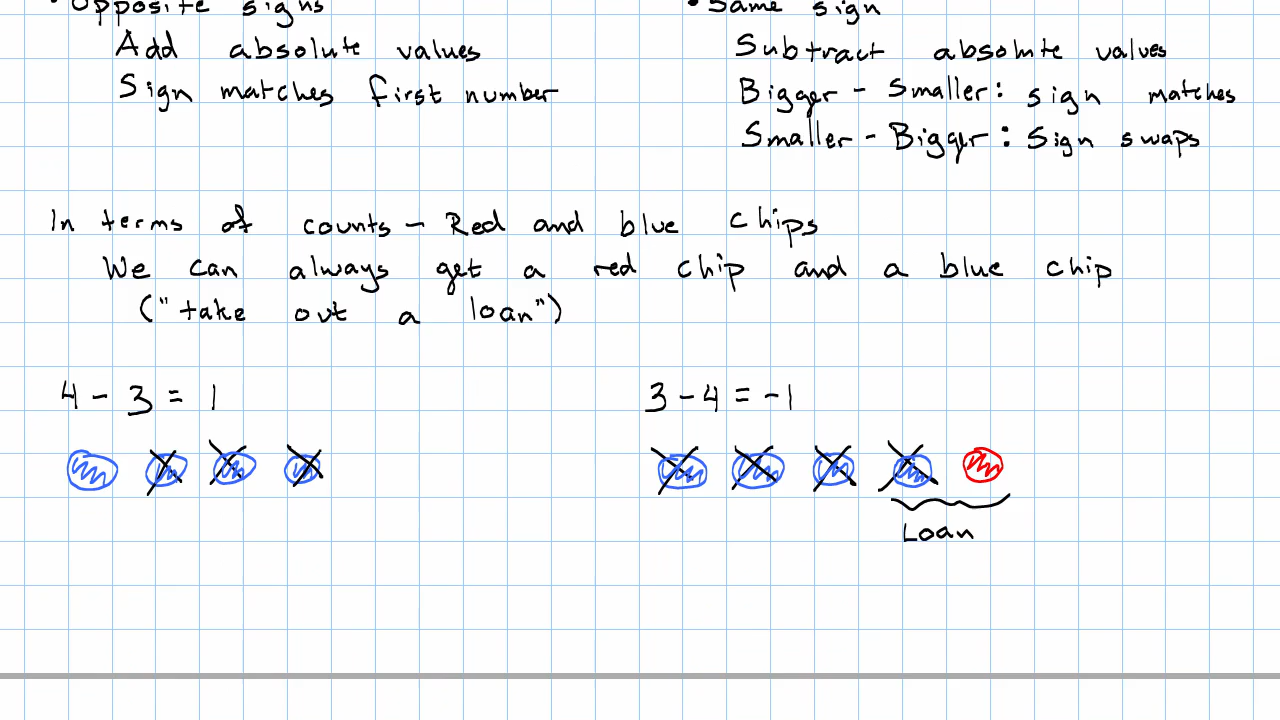 • Opposite signs
Add absolute values
Sign matches first number
• Same sign
Subtract absolute values
Bigger - Smaller: sign matches
Smaller - Bigger: Sign swaps
In terms of counts - Red and blue chips
We can always get a red chip and a blue chip
("take out a loan")
4 - 3 = 1
3 - 4 = -1
Loan